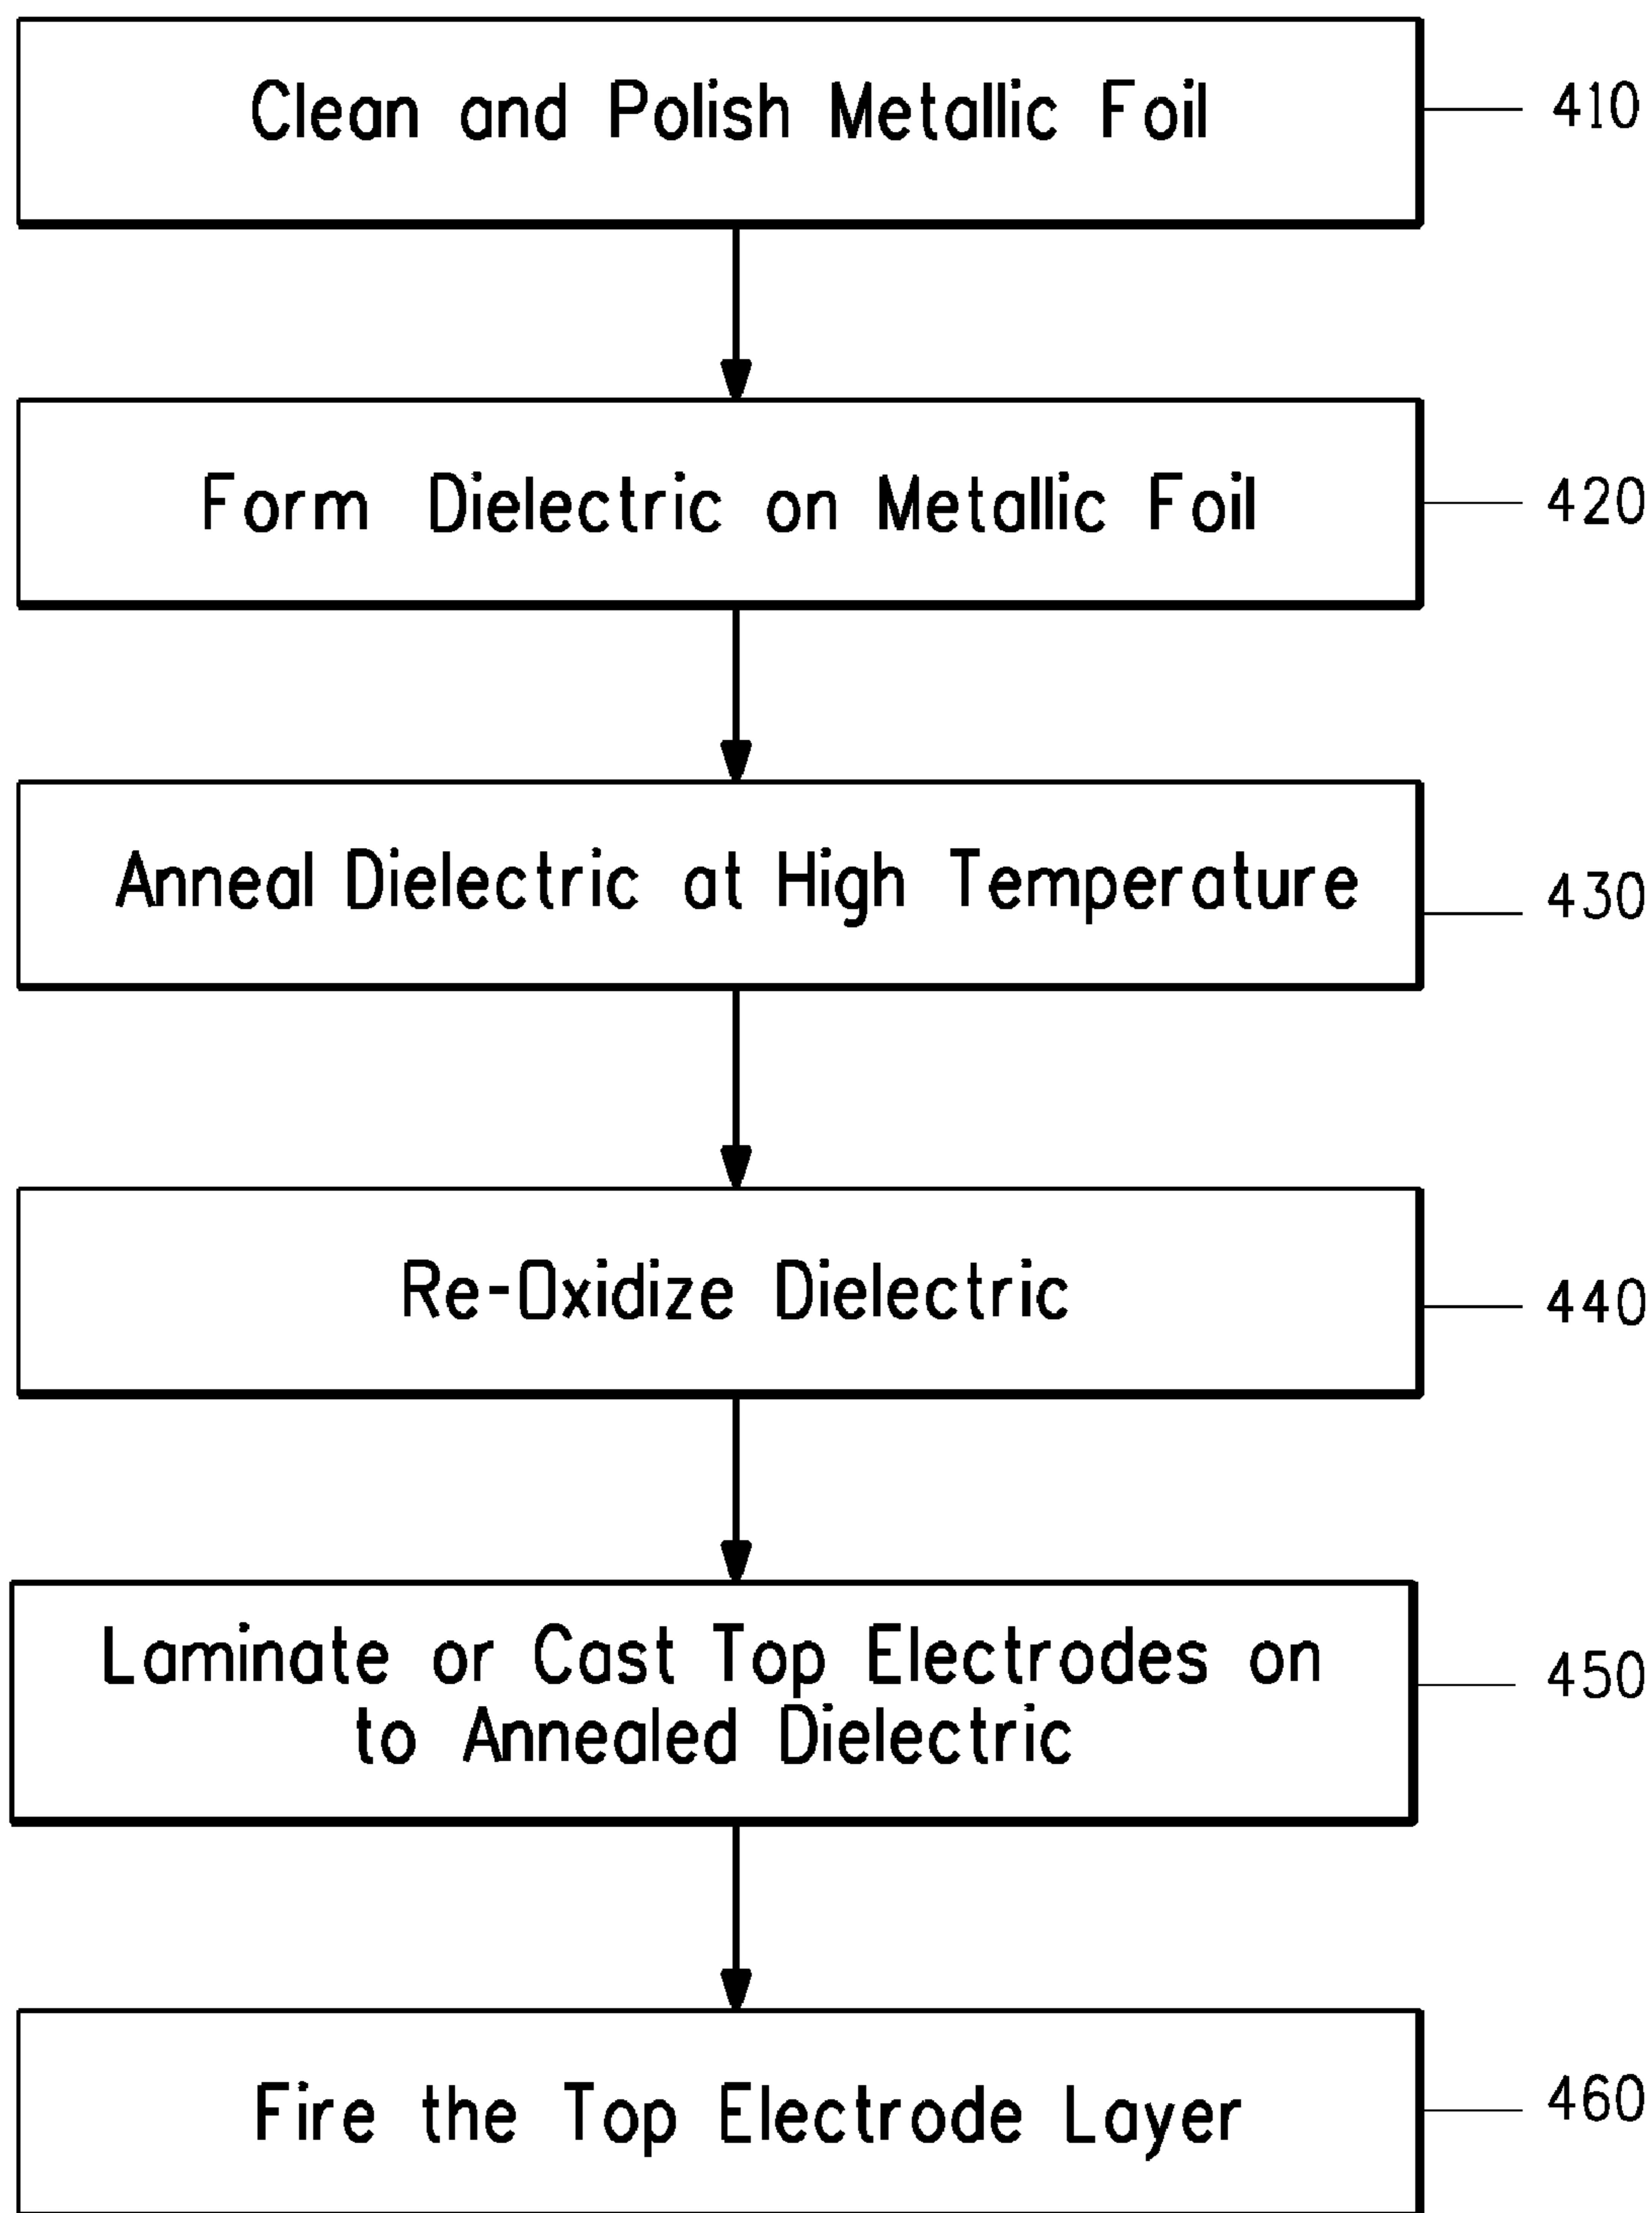 Clean and Polish Metallic Foil
410
Form Dielectric on Metallic Foil
420
Anneal Dielectric at High Temperature
430
Re-Oxidize Dielectric
440
Laminate or Cast Top Electrodes on
to Annealed Dielectric
450
Fire the Top Electrode Layer
460